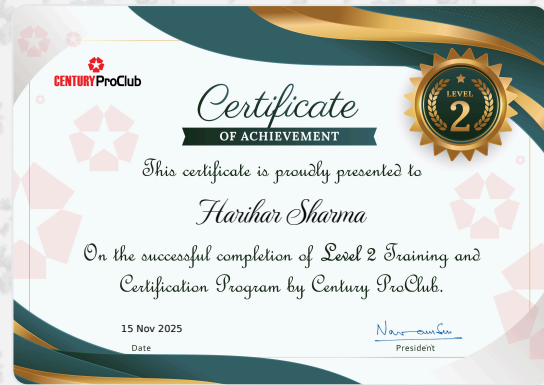 CENTURY ProClub
LEVEL
2
Certificate
OF ACHIEVEMENT
This certificate is proudly presented to
Harihar Sharma
On the successful completion of Level 2 Training and
Certification Program by Century ProClub.
15 Nov 2025
Date
President